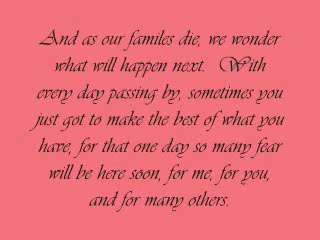 And as our familes die, we wonder
what will happen next. With
every day passing by, sometimes you
just got to make the best of what you
have, for that one day so many fear
will be here soon, for me, for you,
and for many others.